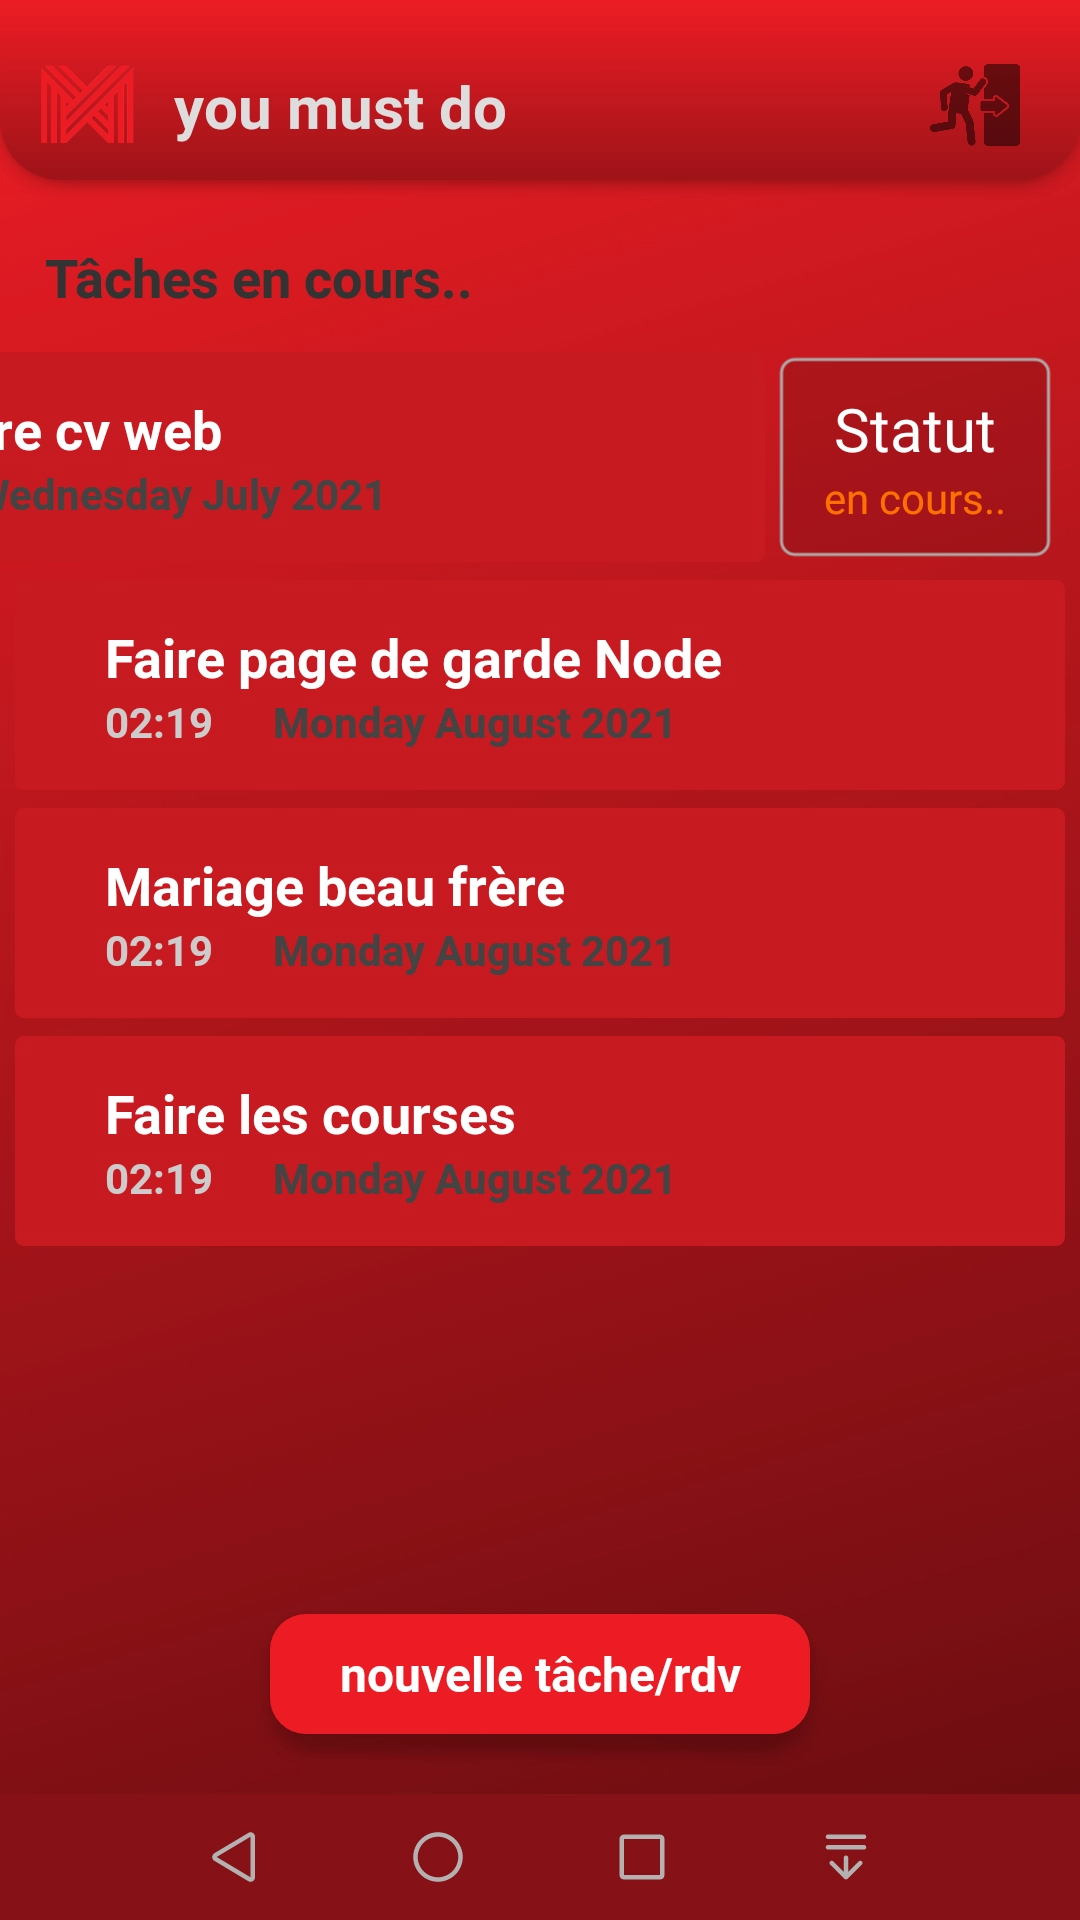 you must do
Tâches en cours..
re cv web
Wednesday July 2021
Statut
en cours..
Faire page de garde Node
02:19 Monday August 2021
Mariage beau frère
02:19 Monday August 2021
Faire les courses
02:19 Monday August 2021
nouvelle tâche/rdv